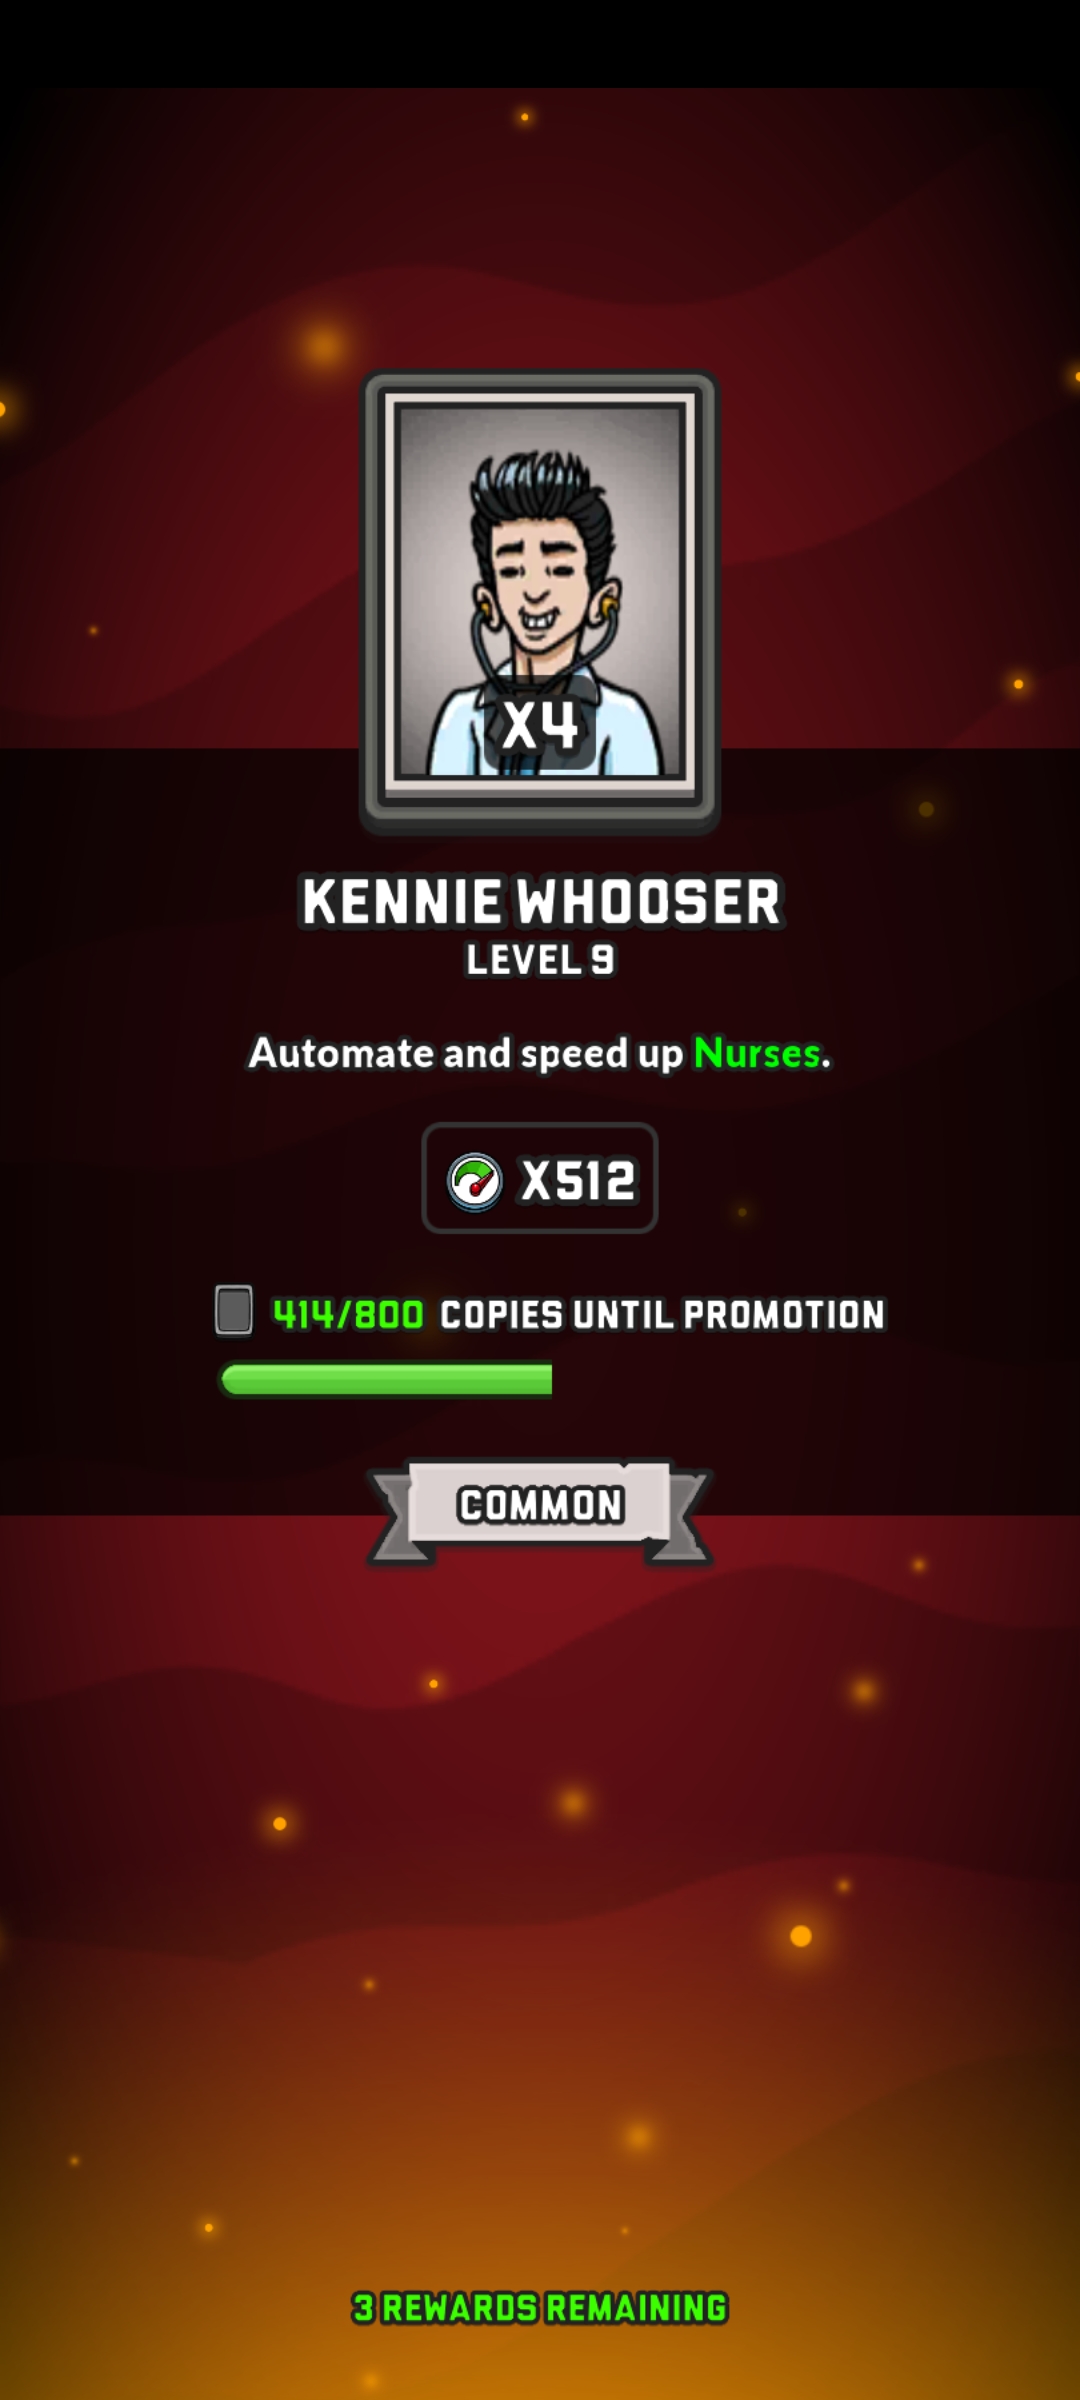 X4
KENNIE WHOOSER
LEVEL 9
Automate and speed up Nurses.
X512
414/800 COPIES UNTIL PROMOTION
COMMON
3 REWARDS REMAINING